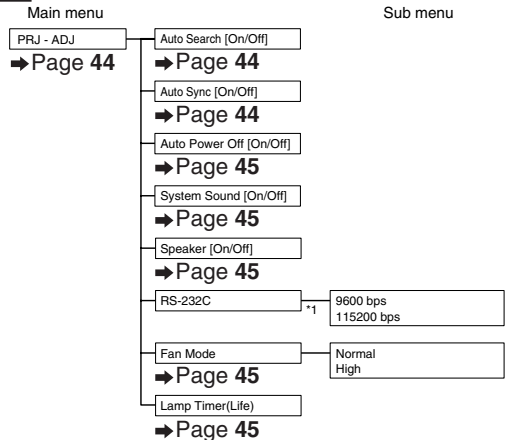 Main menu
Sub menu
PRJ - ADJ
➡Page 44
Auto Search [On/Off]
➡Page 44
Auto Sync [On/Off]
➡Page 44
Auto Power Off [On/Off]
➡Page 45
System Sound [On/Off]
➡Page 45
Speaker [On/Off]
➡Page 45
RS-232C
*1
9600 bps
115200 bps
Fan Mode
➡Page 45
Normal
High
Lamp Timer(Life)
➡Page 45